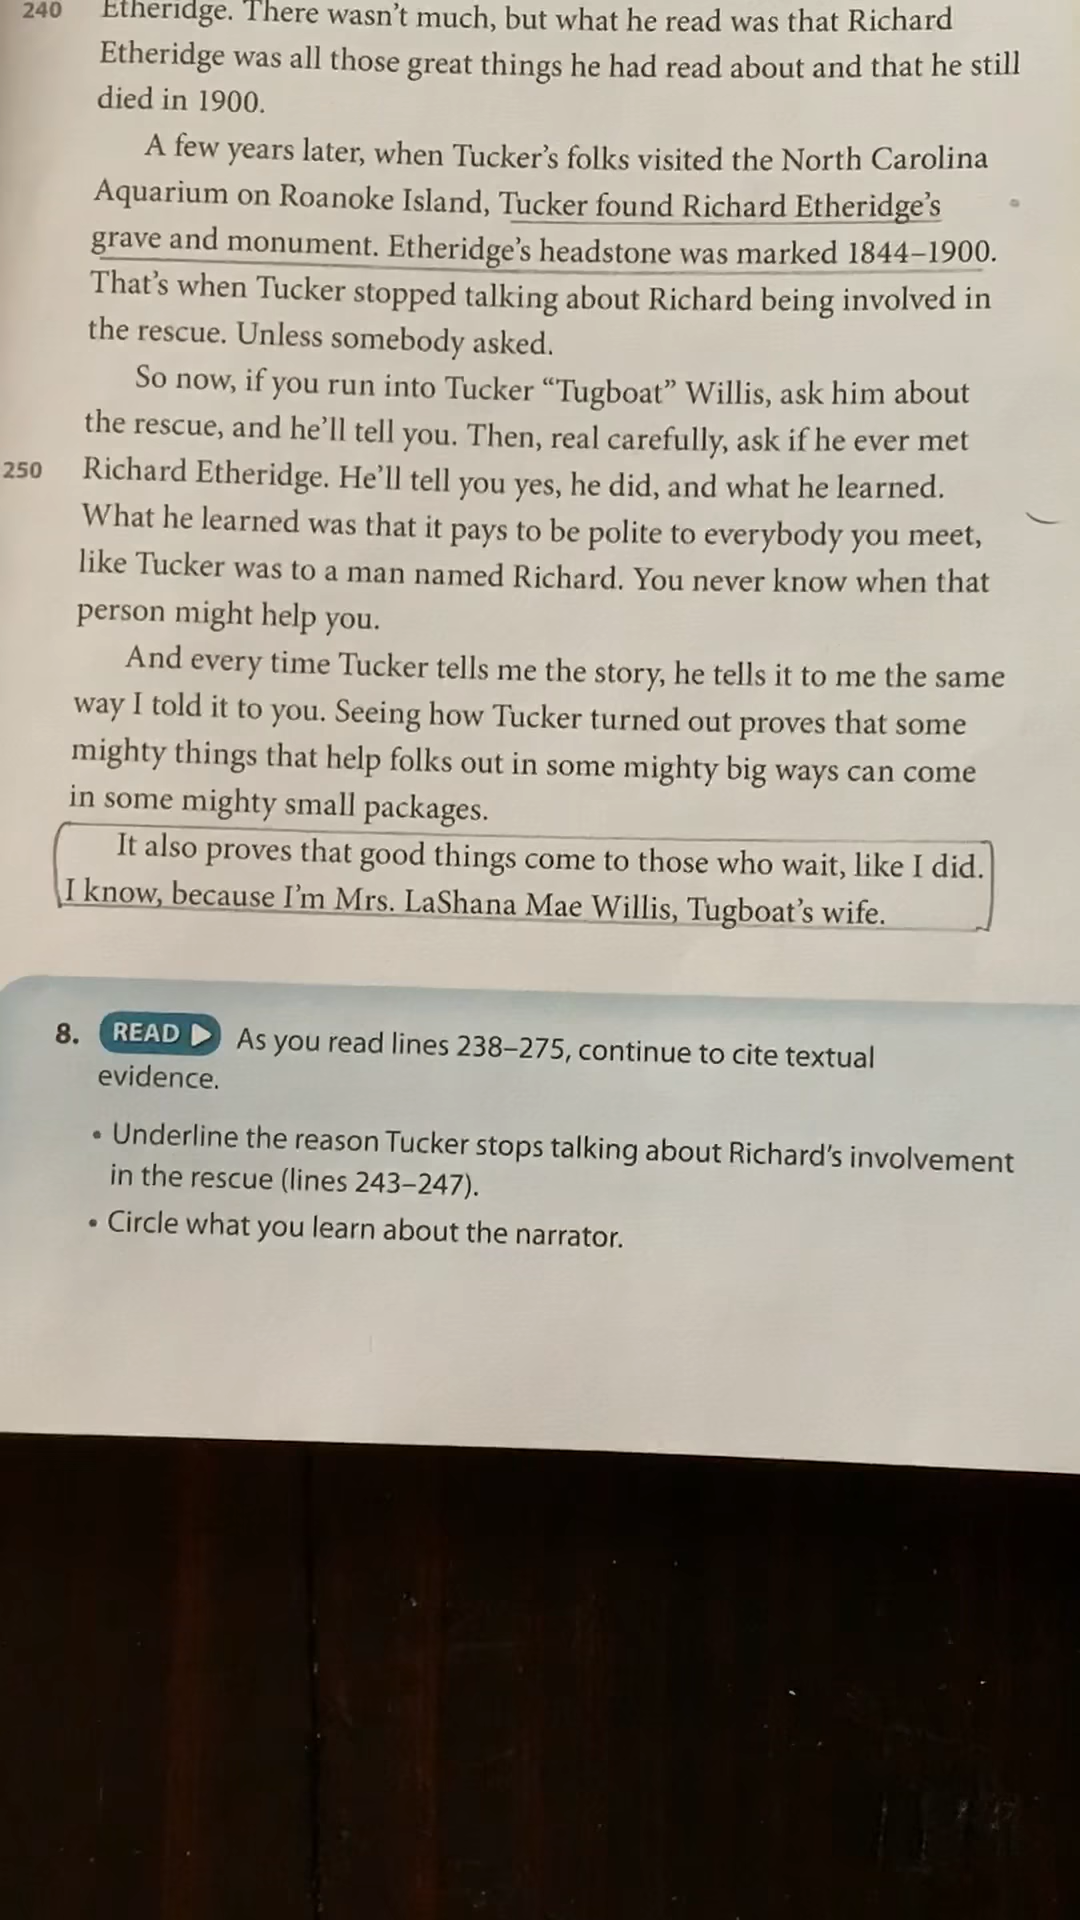 240 Etheridge. There wasn't much, but what he read was that Richard
Etheridge was all those great things he had read about and that he still
died in 1900.
A few years later, when Tucker's folks visited the North Carolina
Aquarium on Roanoke Island, Tucker found Richard Etheridge's
grave and monument. Etheridge's headstone was marked 1844–1900.
That's when Tucker stopped talking about Richard being involved in
the rescue. Unless somebody asked.
So now, if you run into Tucker “Tugboat” Willis, ask him about
the rescue, and he'll tell you. Then, real carefully, ask if he ever met
250 Richard Etheridge. He'll tell you yes, he did, and what he learned.
What he learned was that it pays to be polite to everybody you meet,
like Tucker was to a man named Richard. You never know when that
person might help you.
And every time Tucker tells me the story, he tells it to me the same
way I told it to you. Seeing how Tucker turned out proves that some
mighty things that help folks out in some mighty big ways can come
in some mighty small packages.
It also proves that good things come to those who wait, like I did.
I know, because I'm Mrs. LaShana Mae Willis, Tugboat's wife.
8. READ As you read lines 238–275, continue to cite textual
evidence.
• Underline the reason Tucker stops talking about Richard's involvement
in the rescue (lines 243–247).
• Circle what you learn about the narrator.